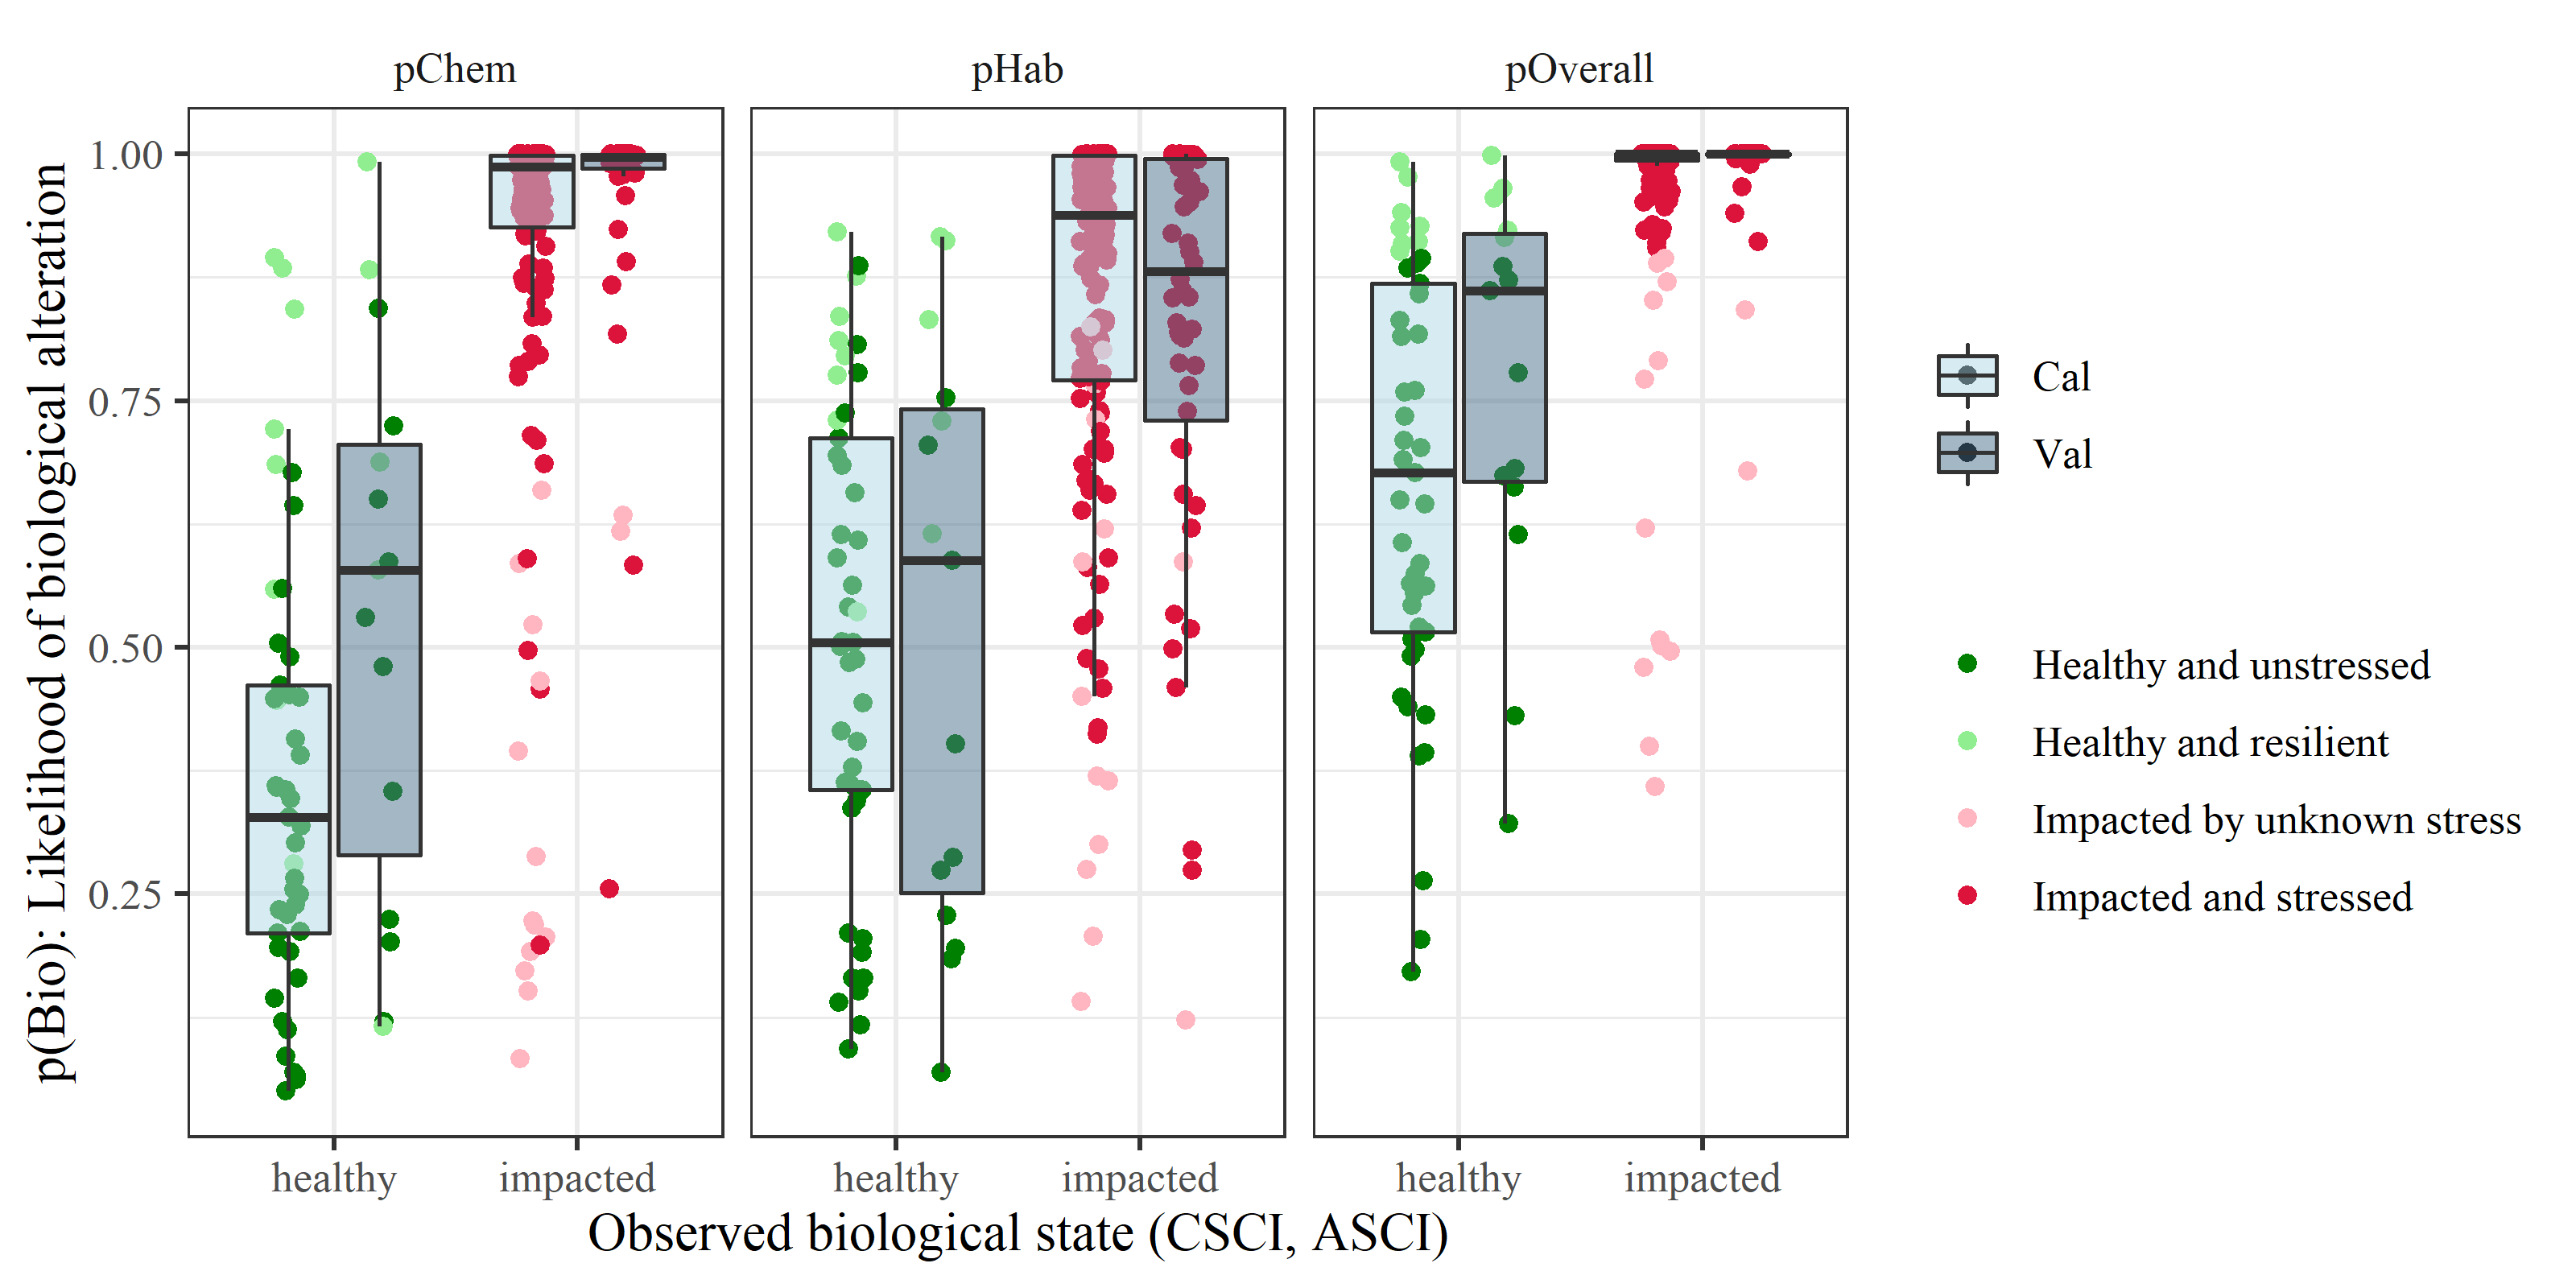 pChem
pHab
pOverall
p(Bio): Likelihood of biological alteration
1.00
0.75
0.50
0.25
healthy
impacted
healthy
impacted
healthy
impacted
Observed biological state (CSCI, ASCI)
Cal
Val
Healthy and unstressed
Healthy and resilient
Impacted by unknown stress
Impacted and stressed